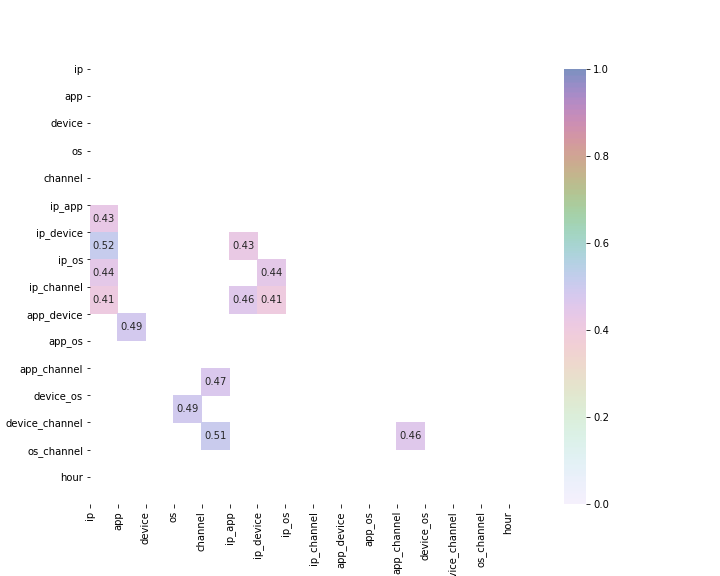 ip
app
device
os
channel
ip_app
ip_device
ip_os
ip_channel
app_device
app_os
app_channel
device_os
device_channel
os_channel
hour
0.43
0.52 0.43
0.44 0.44
0.41 0.46 0.41
0.49
0.47
0.49
0.51 0.46
ip
app
device
os
channel
ip_app
ip_device
ip_os
ip_channel
app_device
app_os
app_channel
device_os
vice_channel
os_channel
hour
1.0
0.8
0.6
0.4
0.2
0.0